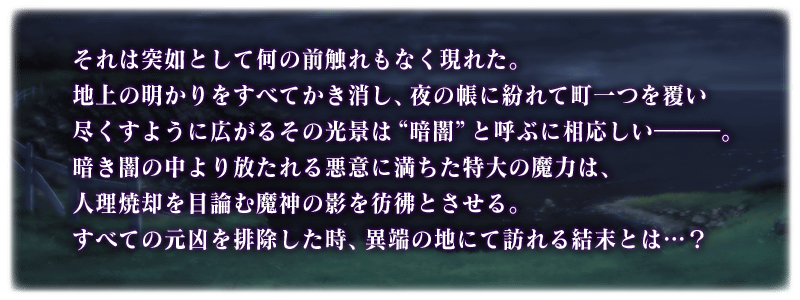 それは突如として何の前触れもなく現れた。
地上の明かりをすべてかき消し、夜の帳に紛れて町一つを覆い
尽くすように広がるその光景は“暗闇”と呼ぶに相応しい―――。
暗き闇の中より放たれる悪意に満ちた特大の魔力は、
人理焼却を目論む魔神の影を彷彿とさせる。
すべての元凶を排除した時、異端の地にて訪れる結末とは…？